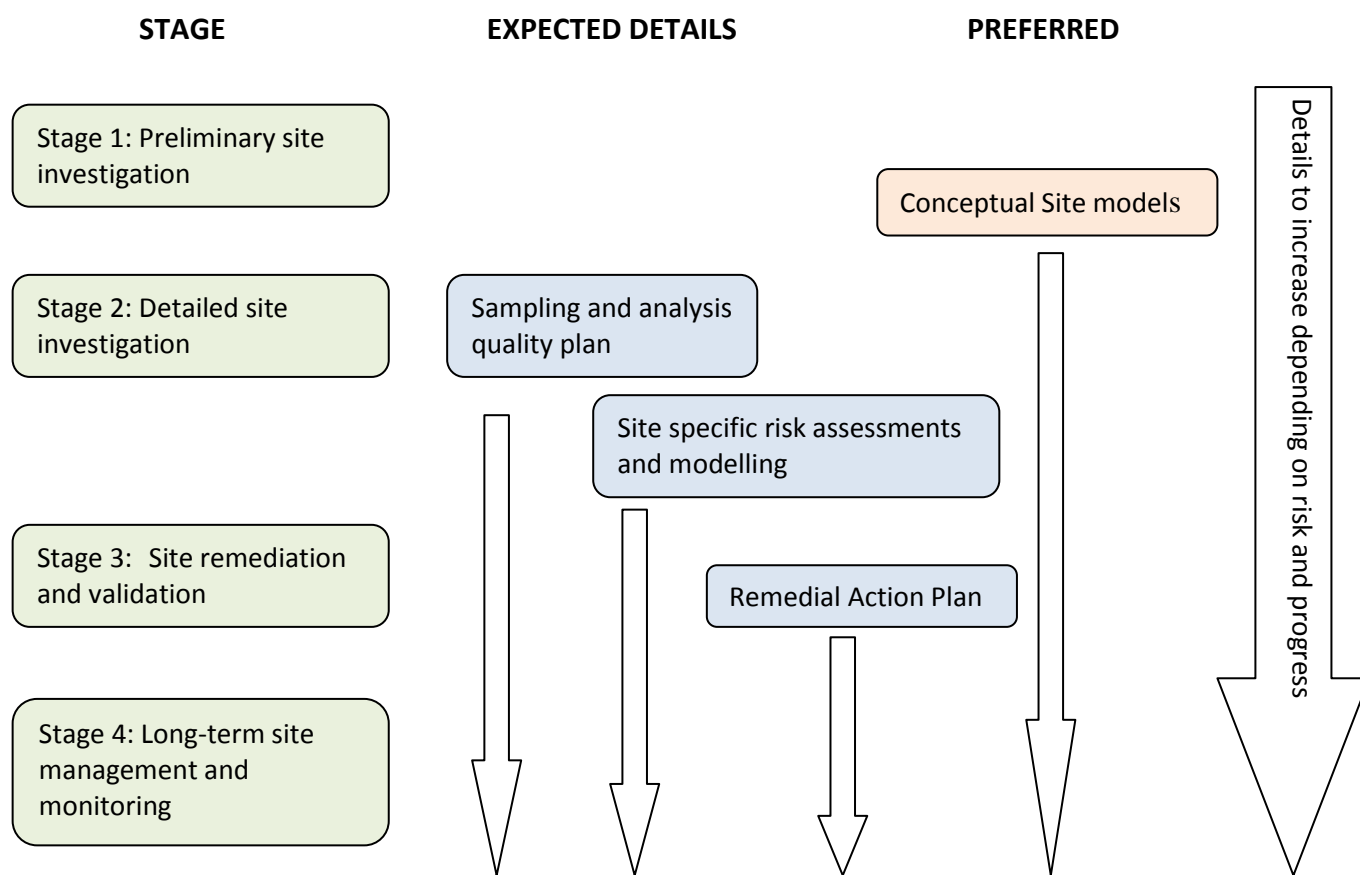 STAGE
EXPECTED DETAILS
PREFERRED
Stage 1: Preliminary site
investigation
Conceptual Site models
Stage 2: Detailed site
investigation
Sampling and analysis
quality plan
Site specific risk assessments
and modelling
Stage 3: Site remediation
and validation
Remedial Action Plan
Stage 4: Long-term site
management and
monitoring
Details to increase depending on risk and progress